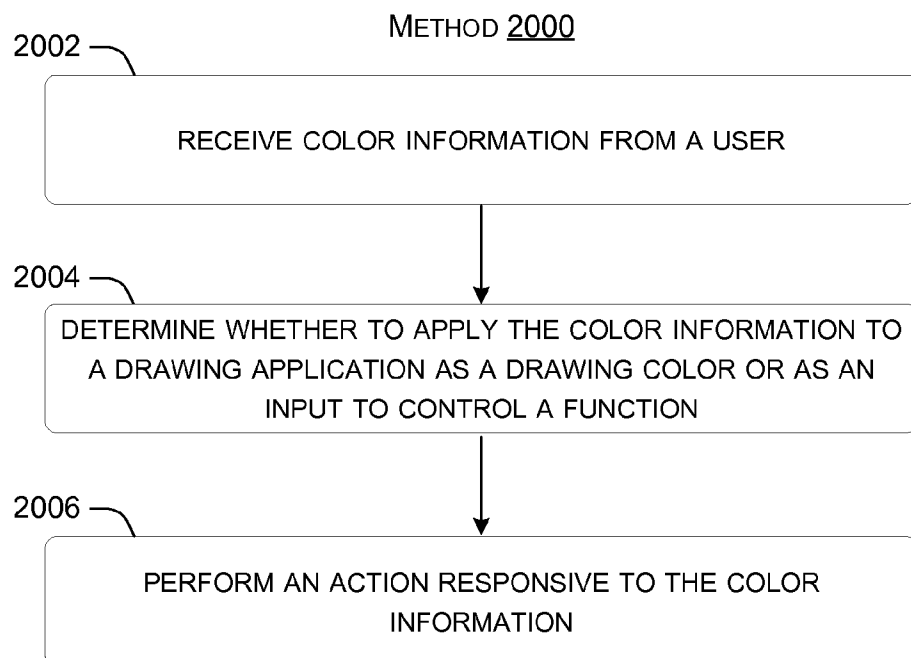 METHOD 2000
2002
RECEIVE COLOR INFORMATION FROM A USER
2004
DETERMINE WHETHER TO APPLY THE COLOR INFORMATION TO
A DRAWING APPLICATION AS A DRAWING COLOR OR AS AN
INPUT TO CONTROL A FUNCTION
2006
PERFORM AN ACTION RESPONSIVE TO THE COLOR
INFORMATION